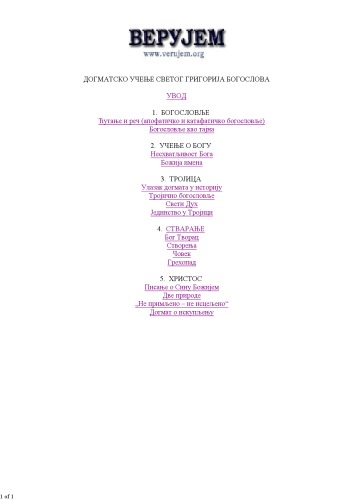 ВЕРУЈЕМ
www.verujem.org
ДОГМАТСКО УЧЕЊЕ СВЕТОГ ГРИГОРИЈА БОГОСЛОВА
УВОД
1. БОГОСЛОВЉЕ
Ћутање и реч (апофатичко и катафатичко богословље)
Богословље као тајна
2. УЧЕЊЕ О БОГУ
Несхватљивост Бога
Божија имена
3. ТРОЈИЦА
Улазак догмата у историју
Тројично богословље
Свети Дух
Јединство у Тројици
4. СТВАРАЊЕ
Бог Творац
Створења
Човек
Грехопад
5. ХРИСТОС
Писање о Сину Божијем
Две природе
„Не примљено – не исцељено“
Догмат о искупљењу
1 of 1